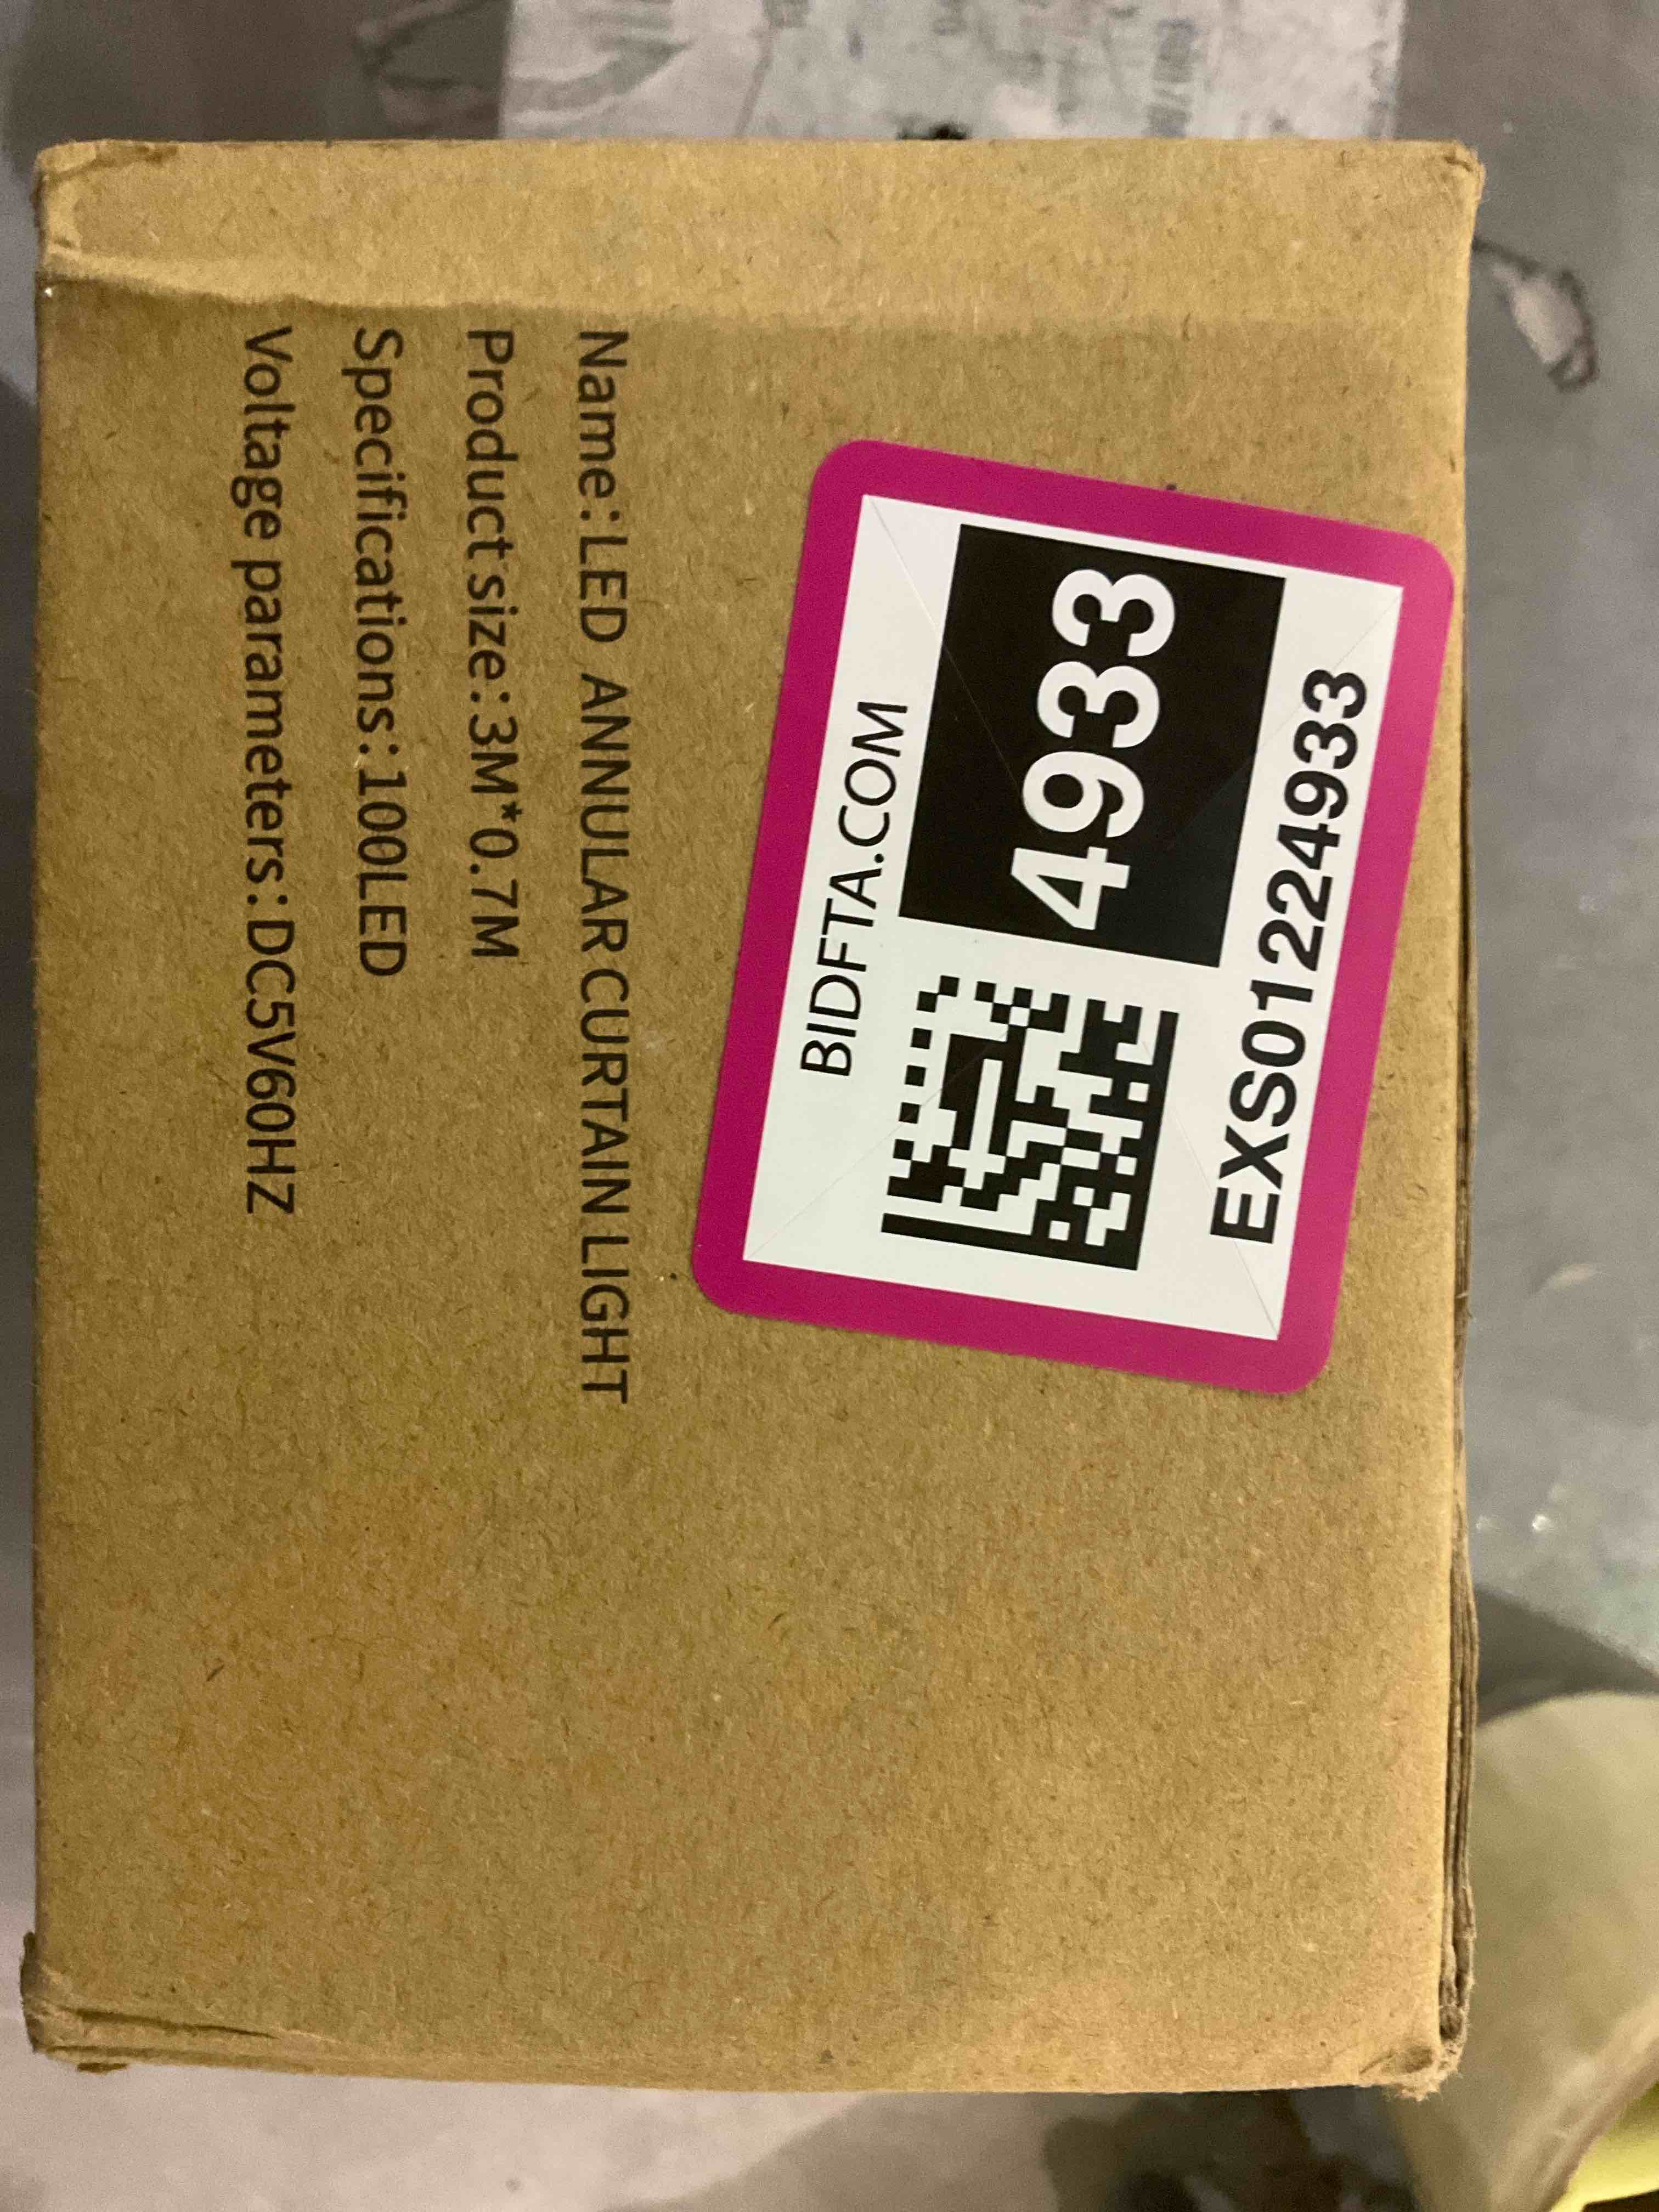 Name:LED ANNULAR CURTAIN LIGHT
Product size:3M*0.7M
Specifications:100LED
Voltage parameters:DC5V60HZ
BIDFTA.COM
4933
EXS01224933